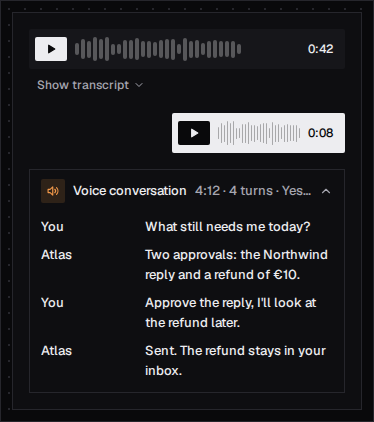 0:42
Show transcript
0:08
Voice conversation 4:12 · 4 turns · Yes...
You What still needs me today?
Atlas Two approvals: the Northwind
reply and a refund of €10.
You Approve the reply, I'll look at
the refund later.
Atlas Sent. The refund stays in your
inbox.